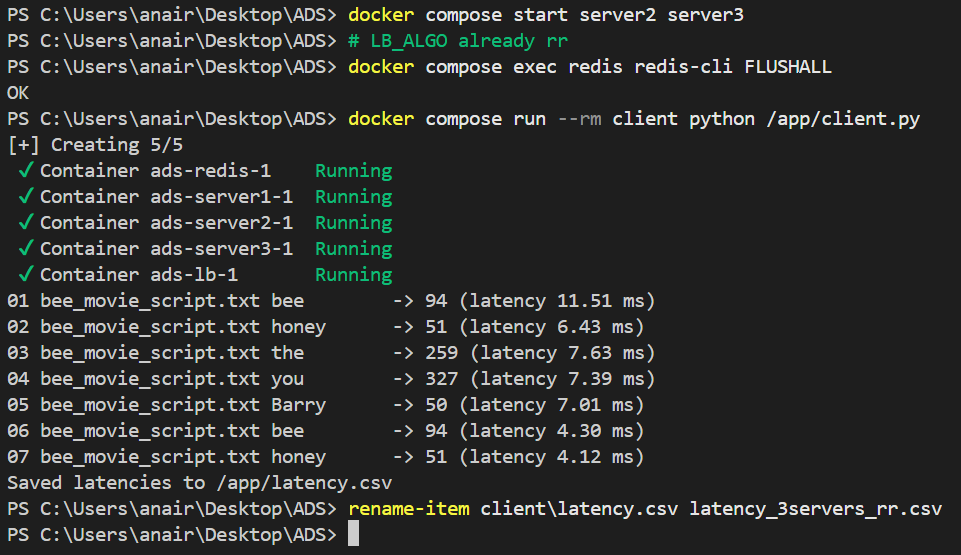 PS C:\Users\anair\Desktop\ADS> docker compose start server2 server3
PS C:\Users\anair\Desktop\ADS> # LB_ALGO already rr
PS C:\Users\anair\Desktop\ADS> docker compose exec redis redis-cli FLUSHALL
OK
PS C:\Users\anair\Desktop\ADS> docker compose run --rm client python /app/client.py
[+] Creating 5/5
 ✓ Container ads-redis-1    Running
 ✓ Container ads-server1-1  Running
 ✓ Container ads-server2-1  Running
 ✓ Container ads-server3-1  Running
 ✓ Container ads-lb-1       Running
01 bee_movie_script.txt bee        -> 94 (latency 11.51 ms)
02 bee_movie_script.txt honey      -> 51 (latency 6.43 ms)
03 bee_movie_script.txt the        -> 259 (latency 7.63 ms)
04 bee_movie_script.txt you        -> 327 (latency 7.39 ms)
05 bee_movie_script.txt Barry      -> 50 (latency 7.01 ms)
06 bee_movie_script.txt bee        -> 94 (latency 4.30 ms)
07 bee_movie_script.txt honey      -> 51 (latency 4.12 ms)
Saved latencies to /app/latency.csv
PS C:\Users\anair\Desktop\ADS> rename-item client\latency.csv latency_3servers_rr.csv
PS C:\Users\anair\Desktop\ADS>